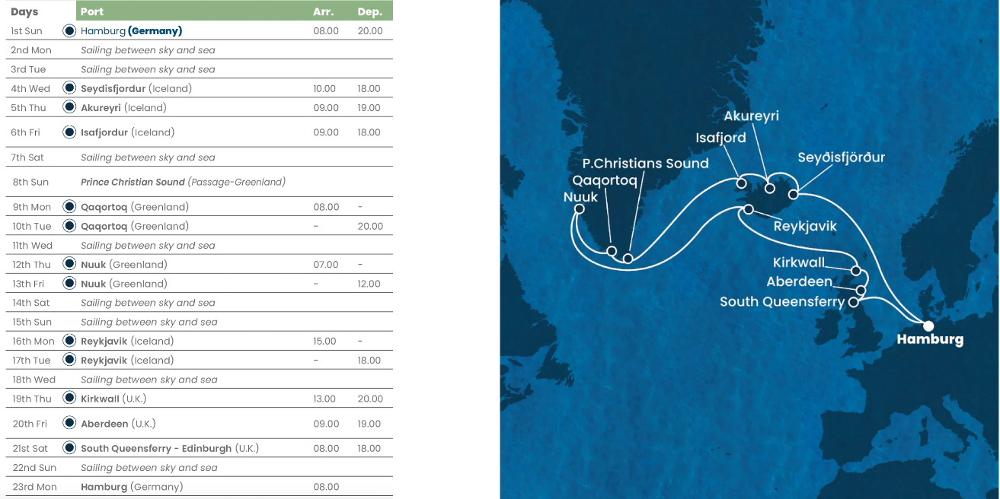 Days Port Arr. Dep.
1st Sun Hamburg (Germany) 08.00 20.00
2nd Mon Sailing between sky and sea
3rd Tue Sailing between sky and sea
4th Wed Seydisfjordur (Iceland) 10.00 18.00
5th Thu Akureyri (Iceland) 09.00 19.00
6th Fri Isafjordur (Iceland) 09.00 18.00
7th Sat Sailing between sky and sea
8th Sun Prince Christian Sound (Passage-Greenland)
9th Mon Qaqortoq (Greenland) 08.00 -
10th Tue Qaqortoq (Greenland) - 20.00
11th Wed Sailing between sky and sea
12th Thu Nuuk (Greenland) 07.00 -
13th Fri Nuuk (Greenland) - 12.00
14th Sat Sailing between sky and sea
15th Sun Sailing between sky and sea
16th Mon Reykjavik (Iceland) 15.00 -
17th Tue Reykjavik (Iceland) - 18.00
18th Wed Sailing between sky and sea
19th Thu Kirkwall (U.K.) 13.00 20.00
20th Fri Aberdeen (U.K.) 09.00 19.00
21st Sat South Queensferry - Edinburgh (U.K.) 08.00 18.00
22nd Sun Sailing between sky and sea
23rd Mon Hamburg (Germany) 08.00
Akureyri
Isafjord
Seyðisfjörður
P.Christians Sound
Qaqortoq
Nuuk
Reykjavik
Kirkwall
Aberdeen
South Queensferry
Hamburg